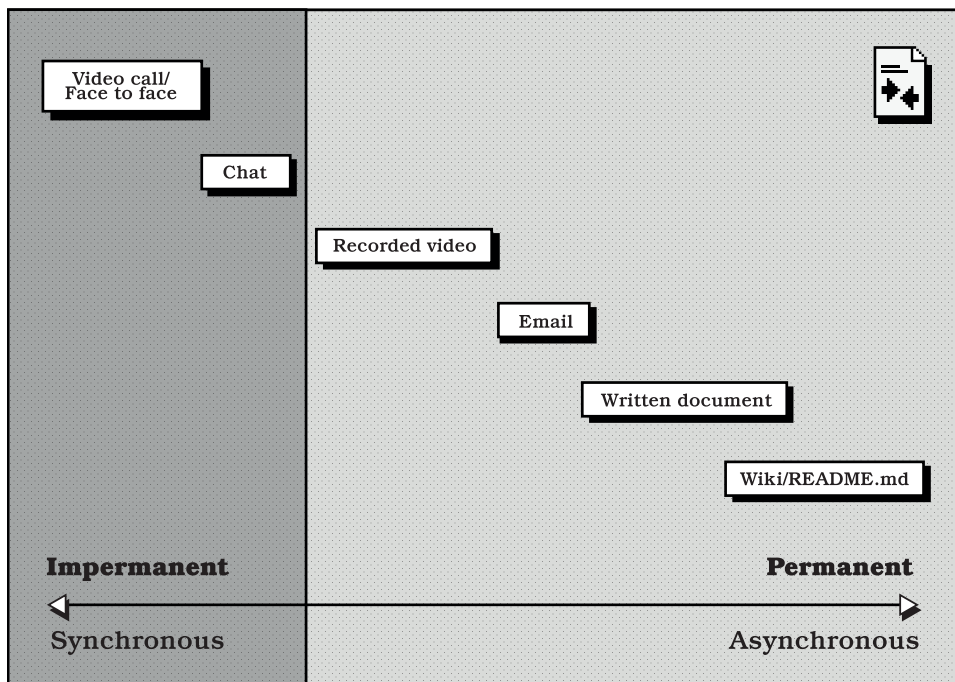 Video call/
Face to face
Chat
Recorded video
Email
Written document
Wiki/README.md
Impermanent
Permanent
Synchronous
Asynchronous